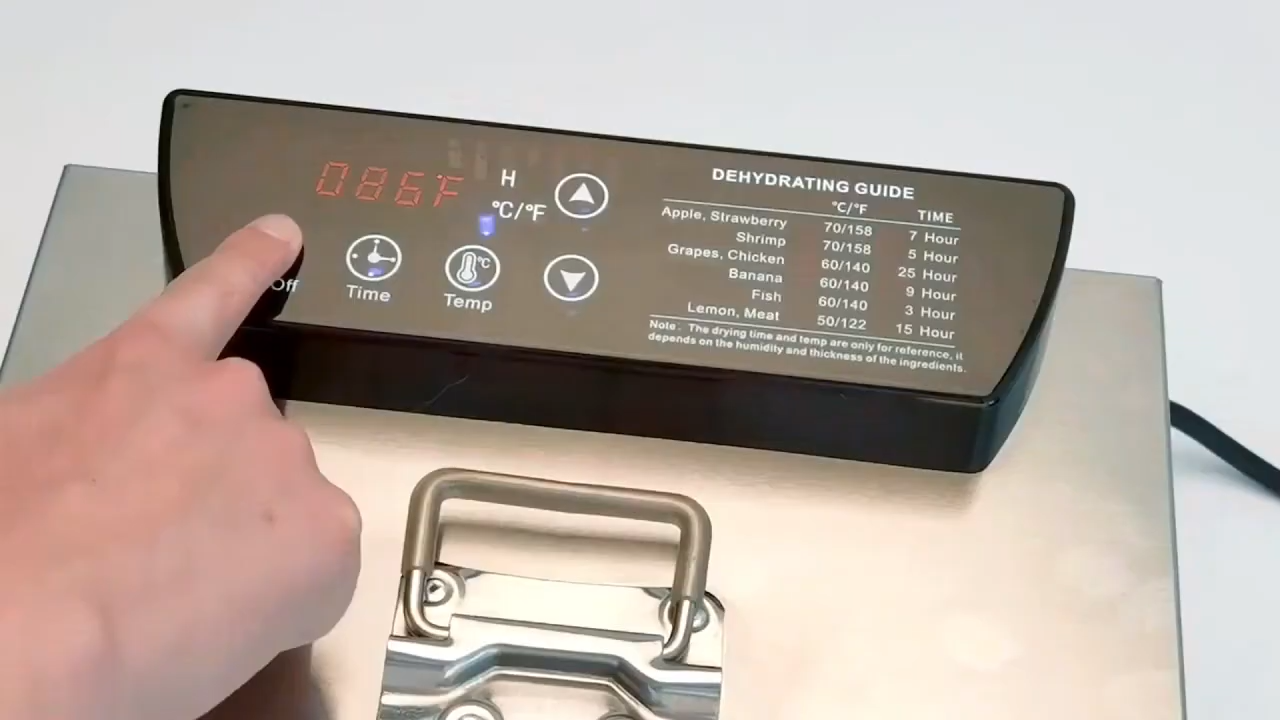 086°F
H
°C/°F
Off
Time
Temp
°C
DEHYDRATING GUIDE
°C/°F TIME
Apple, Strawberry 70/158 7 Hour
Shrimp 70/158 5 Hour
Grapes, Chicken 60/140 25 Hour
Banana 60/140 9 Hour
Fish 60/140 3 Hour
Lemon, Meat 50/122 15 Hour
Note. The drying time and temp are only for reference, it
depends on the humidity and thickness of the ingredients.